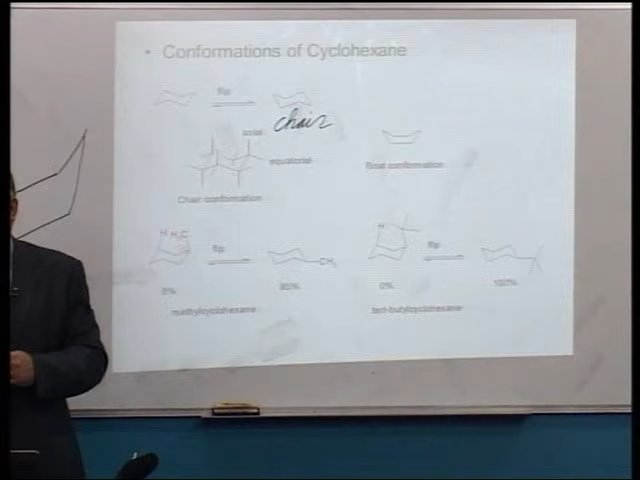 • Conformations of Cyclohexane
flip
chair
axial
equatorial
Boat conformation
Chair conformation
H H₃C
flip
CH₃
H
flip
5%
95%
0%
100%
methylcyclohexane
tert-butylcyclohexane